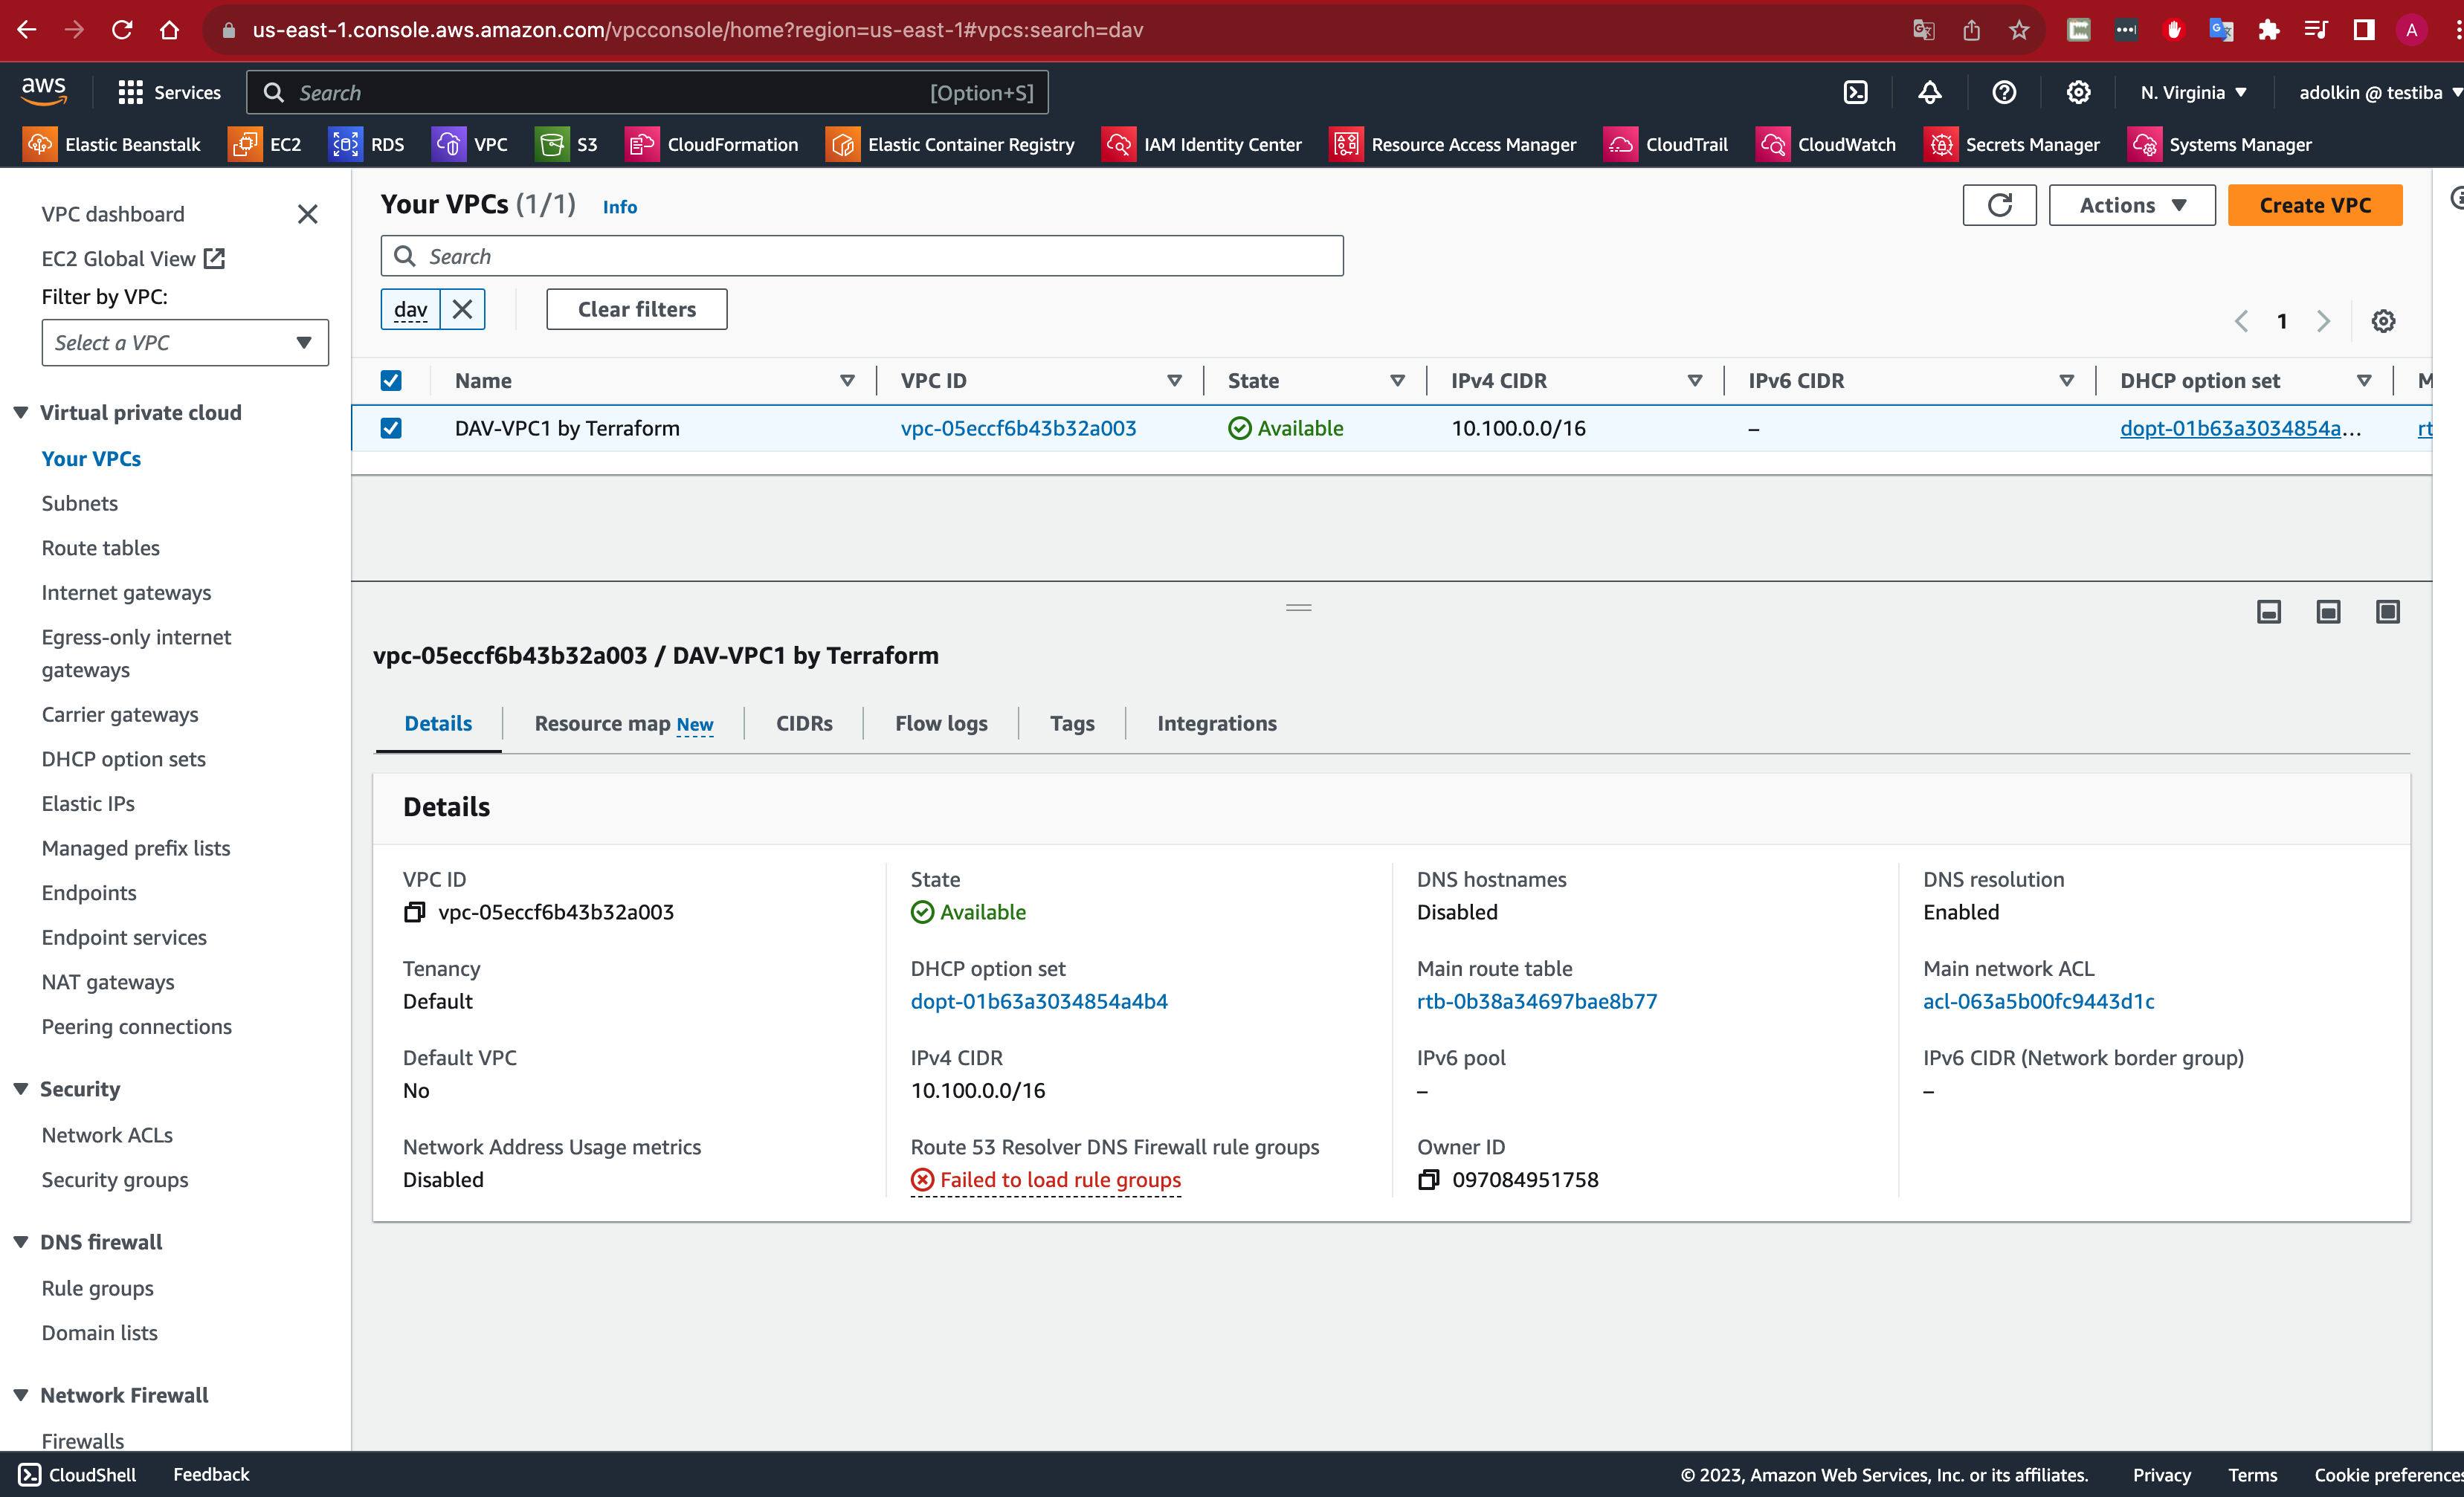 us-east-1.console.aws.amazon.com/vpcconsole/home?region=us-east-1#vpcs:search=dav
A
aws
Services
Search
[Option+S]
N. Virginia
adolkin @ testiba
Elastic Beanstalk
EC2
RDS
VPC
S3
CloudFormation
Elastic Container Registry
IAM Identity Center
Resource Access Manager
CloudTrail
CloudWatch
Secrets Manager
Systems Manager
VPC dashboard
EC2 Global View
Filter by VPC:
Select a VPC
Virtual private cloud
Your VPCs
Subnets
Route tables
Internet gateways
Egress-only internet
gateways
Carrier gateways
DHCP option sets
Elastic IPs
Managed prefix lists
Endpoints
Endpoint services
NAT gateways
Peering connections
Security
Network ACLs
Security groups
DNS firewall
Rule groups
Domain lists
Network Firewall
Firewalls
Your VPCs (1/1) Info
Actions
Create VPC
Search
dav
Clear filters
1
Name VPC ID State IPv4 CIDR IPv6 CIDR DHCP option set
DAV-VPC1 by Terraform vpc-05eccf6b43b32a003 Available 10.100.0.0/16 – dopt-01b63a3034854a...
vpc-05eccf6b43b32a003 / DAV-VPC1 by Terraform
Details Resource map New CIDRs Flow logs Tags Integrations
Details
VPC ID State DNS hostnames DNS resolution
vpc-05eccf6b43b32a003 Available Disabled Enabled
Tenancy DHCP option set Main route table Main network ACL
Default dopt-01b63a3034854a4b4 rtb-0b38a34697bae8b77 acl-063a5b00fc9443d1c
Default VPC IPv4 CIDR IPv6 pool IPv6 CIDR (Network border group)
No 10.100.0.0/16 – –
Network Address Usage metrics Route 53 Resolver DNS Firewall rule groups Owner ID
Disabled Failed to load rule groups 097084951758
CloudShell Feedback © 2023, Amazon Web Services, Inc. or its affiliates. Privacy Terms Cookie preferences